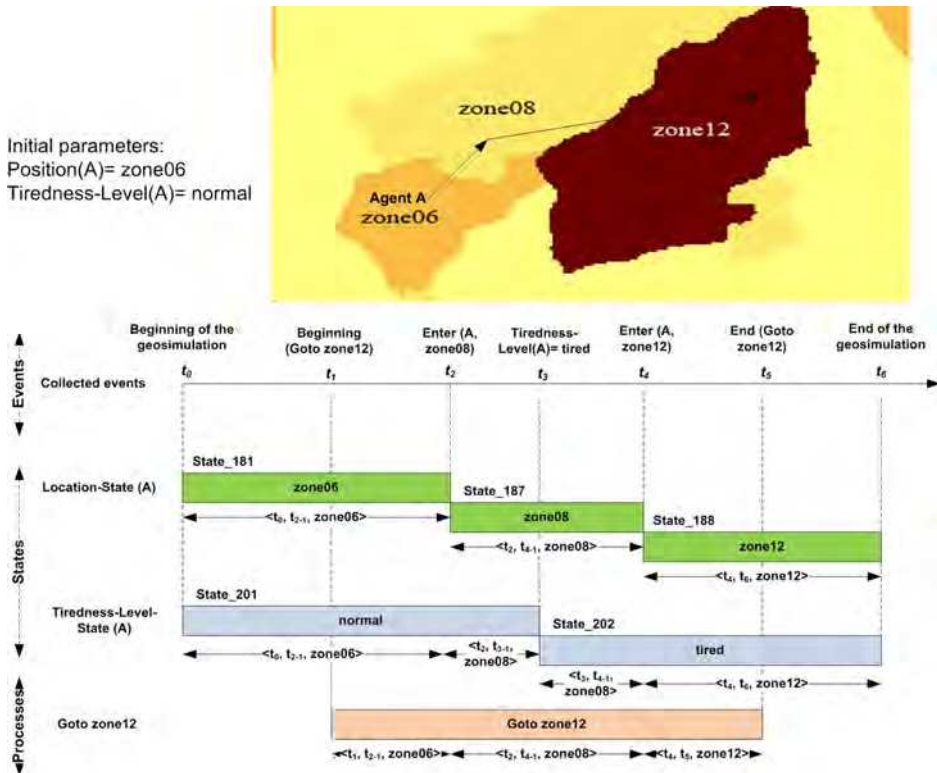 zone08
zone12
Initial parameters:
Position(A)= zone06
Tiredness-Level(A)= normal
Agent A
zone06
Beginning of the
geosimulation
Beginning
(Goto zone12)
Enter (A,
zone08)
Tiredness-
Level(A)= tired
Enter (A,
zone12)
End (Goto
zone12)
End of the
geosimulation
Events
Collected events
t0
t1
t2
t3
t4
t5
t6
States
Location-State (A)
State_181
zone06
<t0, t2-1, zone06>
State_187
zone08
<t2, t4-1, zone08>
State_188
zone12
<t4, t6, zone12>
Tiredness-Level-
State (A)
State_201
normal
<t0, t2-1, zone06>
<t2, t3-1,
zone08>
State_202
tired
<t3, t4-1,
zone08>
<t4, t6, zone12>
Processes
Goto zone12
Goto zone12
<t1, t2-1, zone06>
<t2, t4-1, zone08>
<t4, t5, zone12>